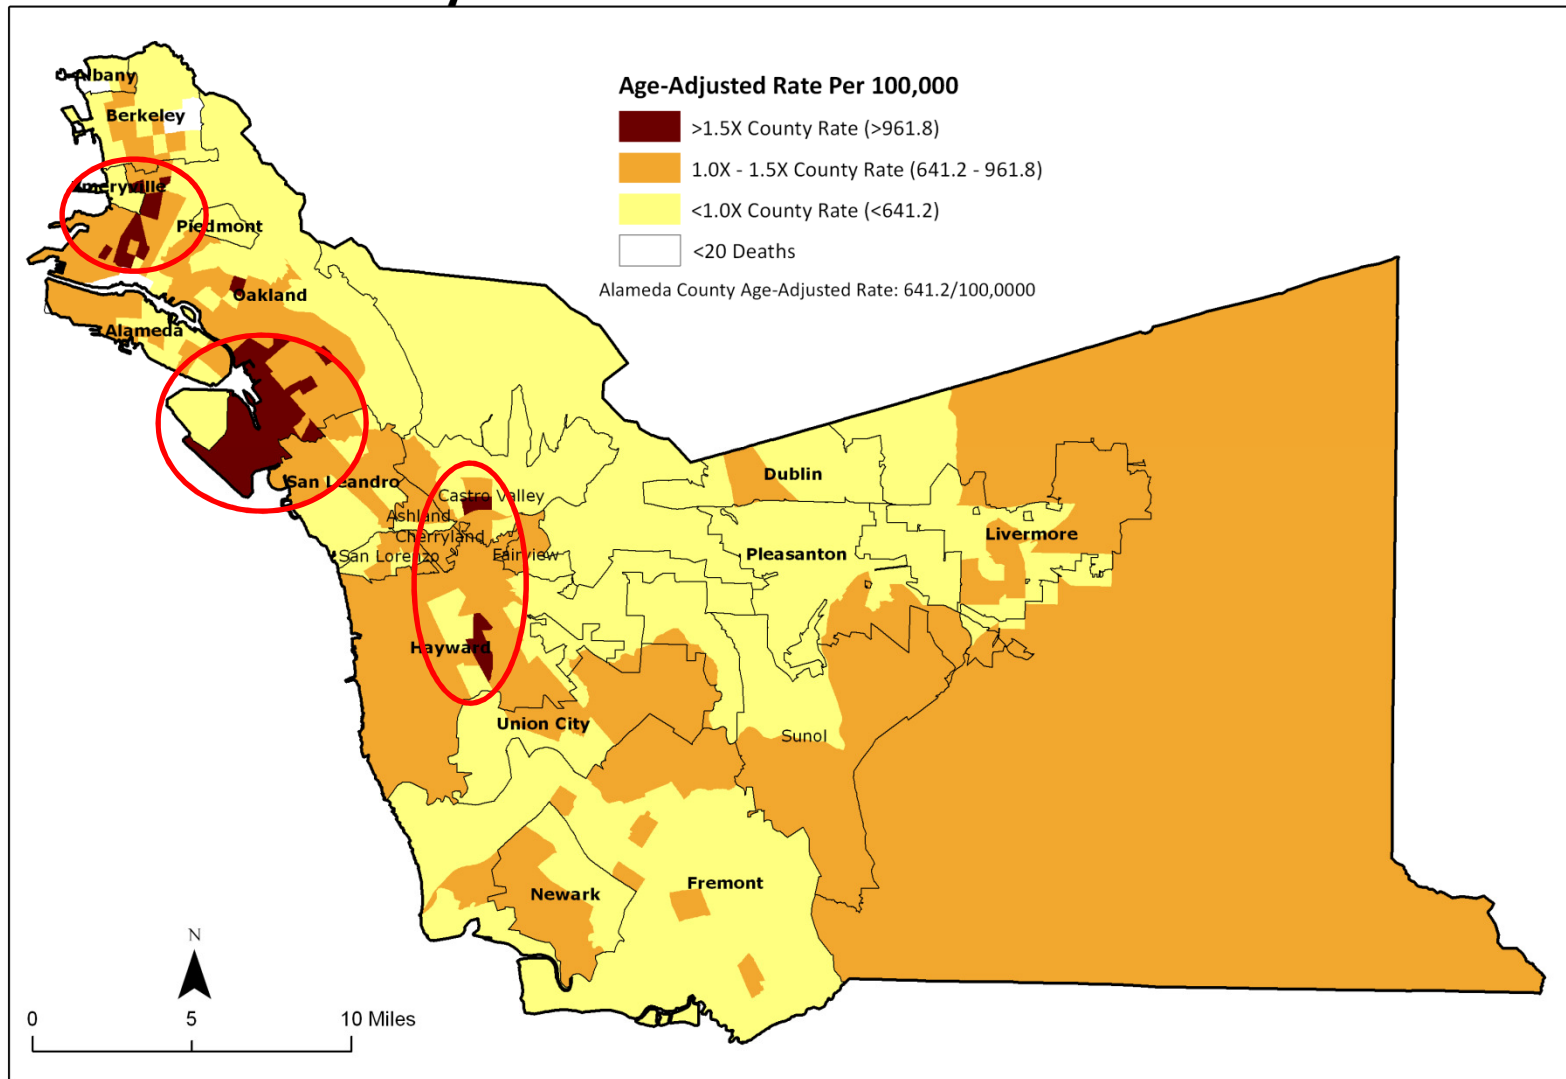 Age-Adjusted Rate Per 100,000
>1.5X County Rate (>961.8)
1.0X - 1.5X County Rate (641.2 - 961.8)
<1.0X County Rate (<641.2)
<20 Deaths
Alameda County Age-Adjusted Rate: 641.2/100,0000
Albany
Berkeley
meryville
Piedmont
Oakland
Alameda
San Leandro
Castro Valley
Ashland
Cherryland
San Lorenzo
Fairview
Dublin
Livermore
Pleasanton
Hayward
Union City
Sunol
Newark
Fremont
N
0 5 10 Miles